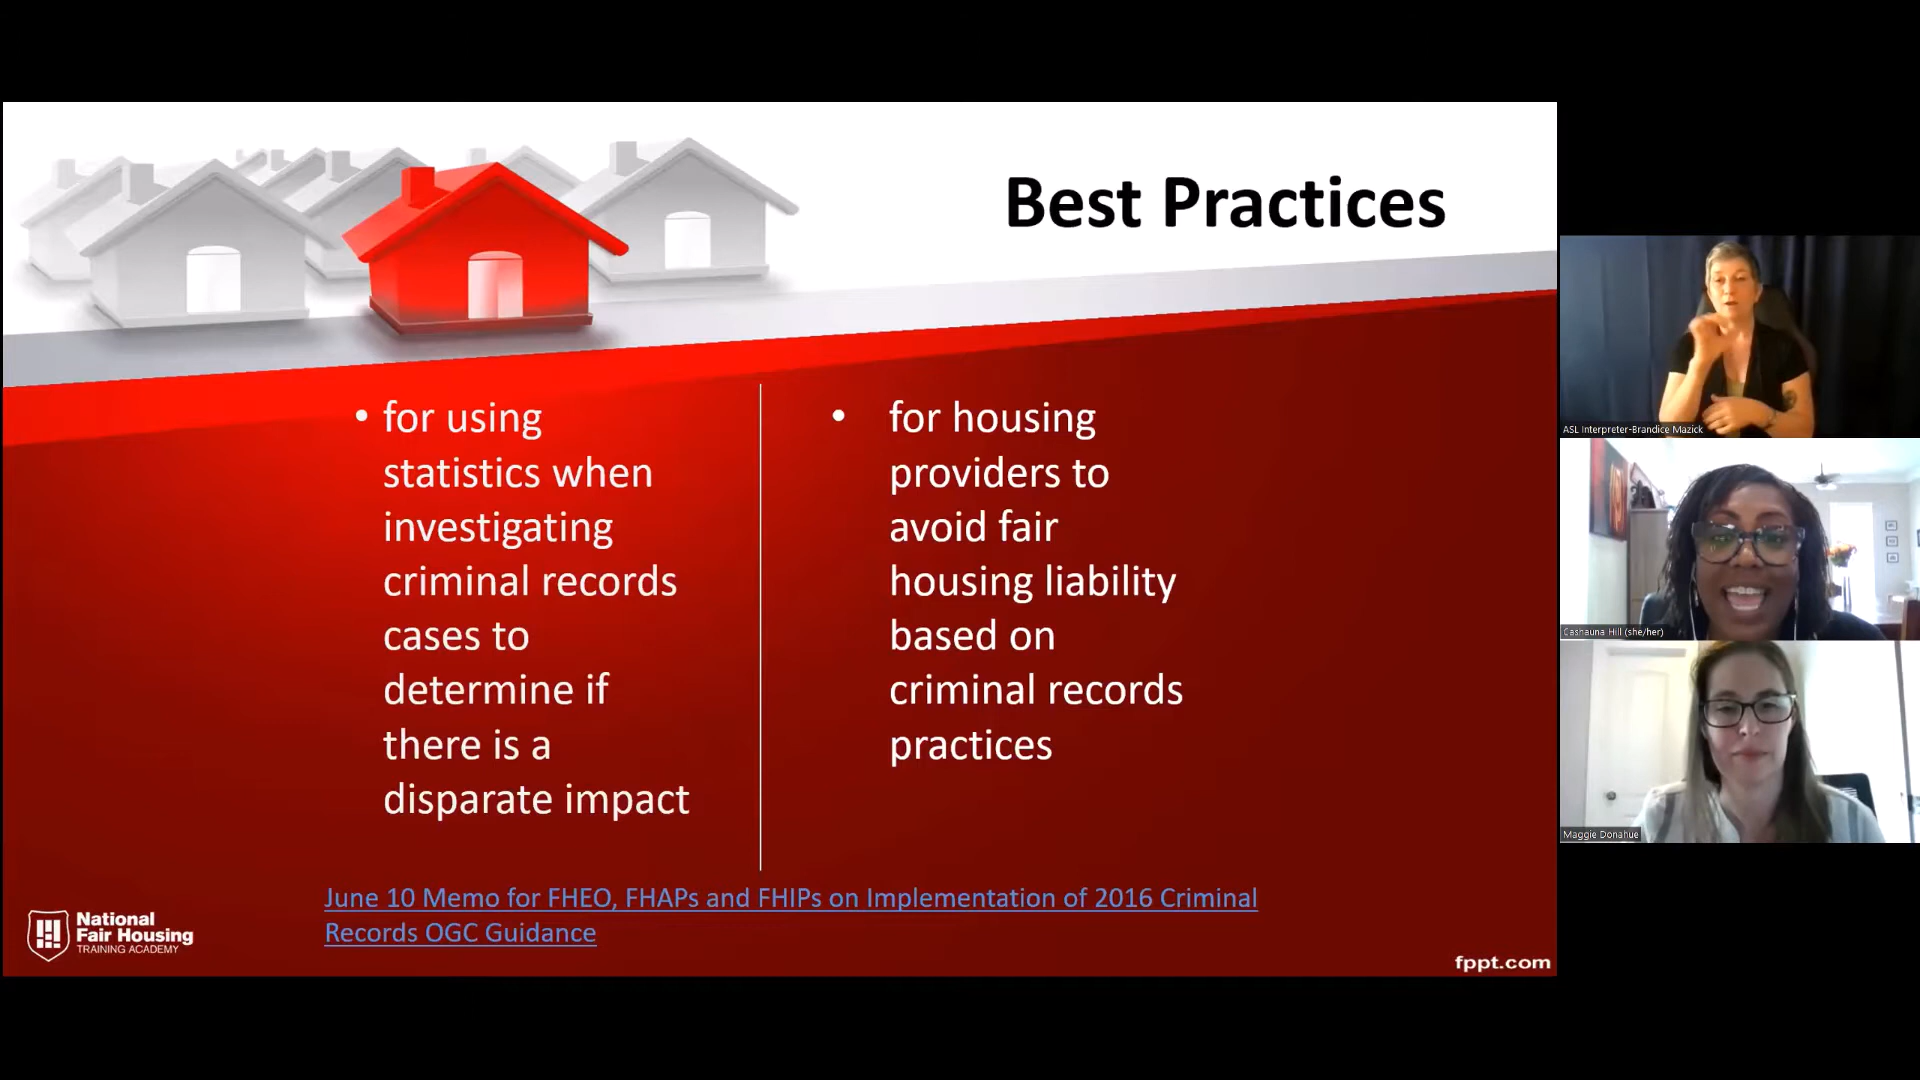 Best Practices
• for using
statistics when
investigating
criminal records
cases to
determine if
there is a
disparate impact
• for housing
providers to
avoid fair
housing liability
based on
criminal records
practices
June 10 Memo for FHEO, FHAPs and FHIPs on Implementation of 2016 Criminal
Records OGC Guidance
National
Fair Housing
TRAINING ACADEMY
fppt.com
ASL Interpreter-Brandice Mazick
Cashauna Hill (she/her)
Maggie Donahue